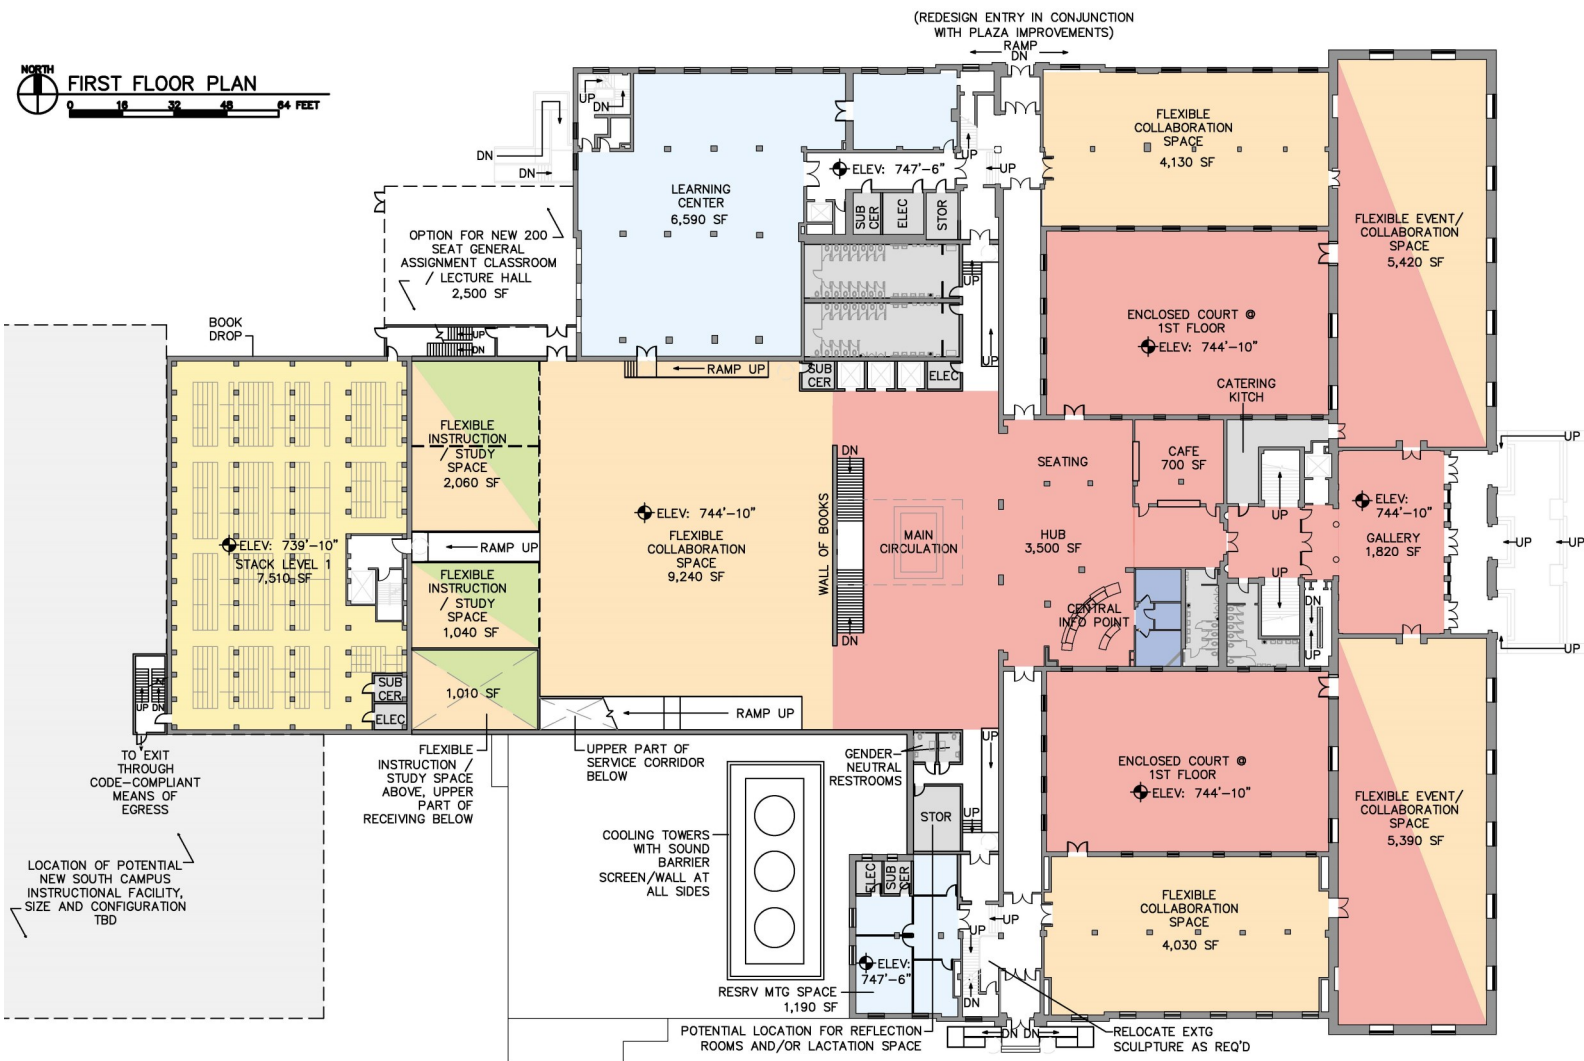 (REDESIGN ENTRY IN CONJUNCTION
WITH PLAZA IMPROVEMENTS)
RAMP
DN
NORTH
FIRST FLOOR PLAN
0 16 32 48 64 FEET
UP
DN
DN
DN
UP
UP
ELEV: 747'-6"
SUB
CER
ELEC
STOR
LEARNING
CENTER
6,590 SF
FLEXIBLE
COLLABORATION
SPACE
4,130 SF
FLEXIBLE EVENT/
COLLABORATION
SPACE
5,420 SF
OPTION FOR NEW 200
SEAT GENERAL
ASSIGNMENT CLASSROOM
/ LECTURE HALL
2,500 SF
UP
UP
ENCLOSED COURT @
1ST FLOOR
ELEV: 744'-10"
BOOK
DROP
UP
DN
RAMP UP
SUB
CER
ELEC
CATERING
KITCH
FLEXIBLE
INSTRUCTION
/ STUDY
SPACE
2,060 SF
DN
SEATING
CAFE
700 SF
UP
WALL OF BOOKS
ELEV: 744'-10"
FLEXIBLE
COLLABORATION
SPACE
9,240 SF
MAIN
CIRCULATION
HUB
3,500 SF
UP
ELEV:
744'-10"
GALLERY
1,820 SF
UP
UP
ELEV: 739'-10"
STACK LEVEL 1
7,510 SF
RAMP UP
FLEXIBLE
INSTRUCTION
/ STUDY
SPACE
1,040 SF
UP
DN
UP
CENTRAL
INFO POINT
DN
UP
SUB
CER
ELEC
UP DN
1,010 SF
RAMP UP
TO EXIT
THROUGH
CODE-COMPLIANT
MEANS OF
EGRESS
FLEXIBLE
INSTRUCTION /
STUDY SPACE
ABOVE, UPPER
PART OF
RECEIVING BELOW
UPPER PART OF
SERVICE CORRIDOR
BELOW
GENDER-
NEUTRAL
RESTROOMS
UP
UP
STOR
ENCLOSED COURT @
1ST FLOOR
ELEV: 744'-10"
FLEXIBLE EVENT/
COLLABORATION
SPACE
5,390 SF
COOLING TOWERS
WITH SOUND
BARRIER
SCREEN/WALL AT
ALL SIDES
LOCATION OF POTENTIAL
NEW SOUTH CAMPUS
INSTRUCTIONAL FACILITY,
SIZE AND CONFIGURATION
TBD
ELEC
SUB
CER
UP
UP
FLEXIBLE
COLLABORATION
SPACE
4,030 SF
ELEV:
747'-6"
RESRV MTG SPACE
1,190 SF
DN
POTENTIAL LOCATION FOR REFLECTION
ROOMS AND/OR LACTATION SPACE
DN DN
RELOCATE EXTG
SCULPTURE AS REQ'D